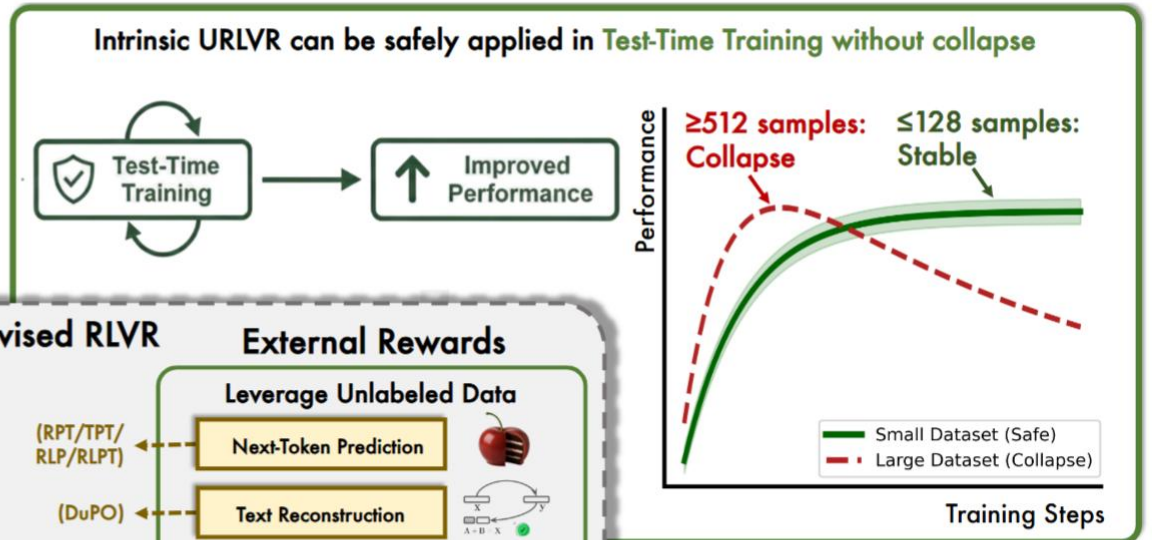 Intrinsic URLVR can be safely applied in Test-Time Training without collapse
Test-Time
Training
Improved
Performance
Performance
≥512 samples:
Collapse
≤128 samples:
Stable
Small Dataset (Safe)
Large Dataset (Collapse)
Training Steps
vised RLVR
External Rewards
Leverage Unlabeled Data
(RPT/TPT/
RLP/RLPT)
Next-Token Prediction
(DuPO)
Text Reconstruction
x
y
A+B
X